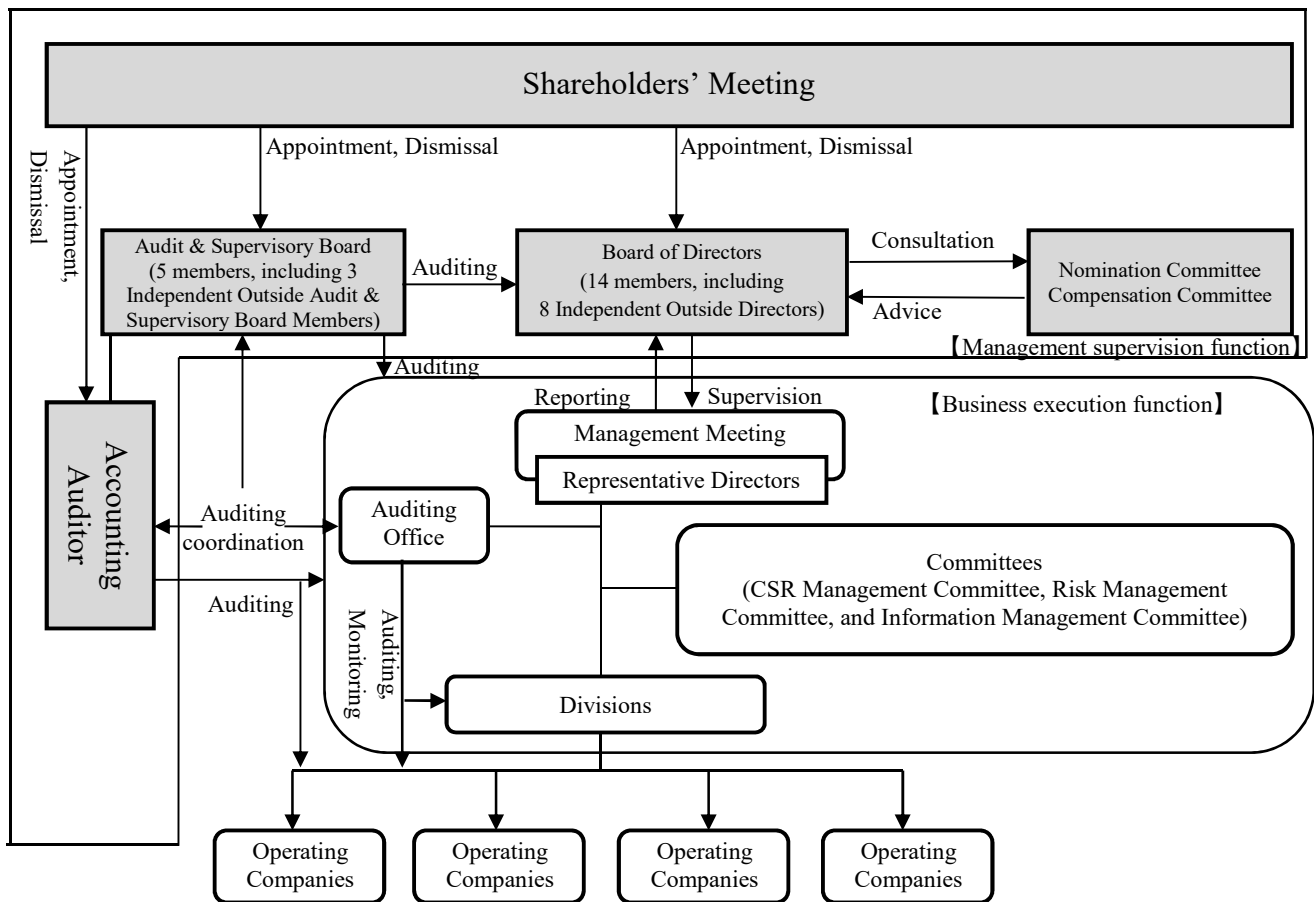 Shareholders’ Meeting
Appointment,
Dismissal
Appointment, Dismissal
Appointment, Dismissal
Audit & Supervisory Board
(5 members, including 3
Independent Outside Audit &
Supervisory Board Members)
Auditing
Board of Directors
(14 members, including
8 Independent Outside Directors)
Consultation
Advice
Nomination Committee
Compensation Committee
【Management supervision function】
Auditing
Reporting
Supervision
【Business execution function】
Management Meeting
Representative Directors
Accounting
Auditor
Auditing
coordination
Auditing
Office
Committees
(CSR Management Committee, Risk Management
Committee, and Information Management Committee)
Auditing
Auditing,
Monitoring
Divisions
Operating
Companies
Operating
Companies
Operating
Companies
Operating
Companies